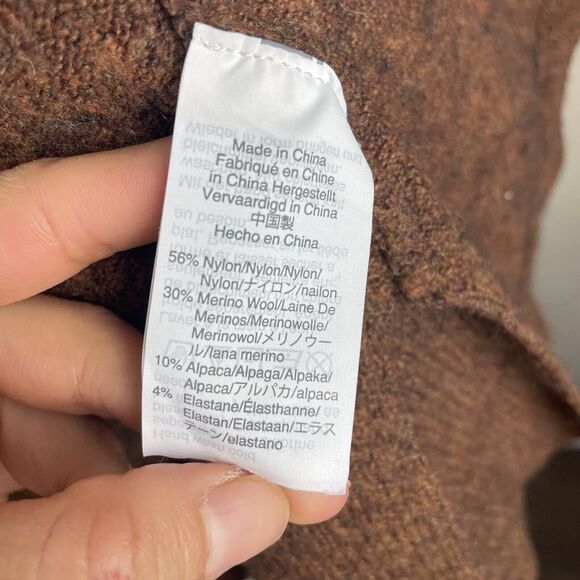 Made in China
Fabriqué en Chine
in China Hergestellt
Vervaardigd in China
中国製
Hecho en China
56% Nylon/Nylon/Nylon/
Nylon/ナイロン/nailon
30% Merino Wool/Laine De
Merinos/Merinowolle/
Merinowol/メリノウー
ル/lana merino
10% Alpaca/Alpaga/Alpaka/
Alpaca/アルパカ/alpaca
4% Elastane/Élasthanne/
Elastan/Elastaan/エラス
テーン/elastano